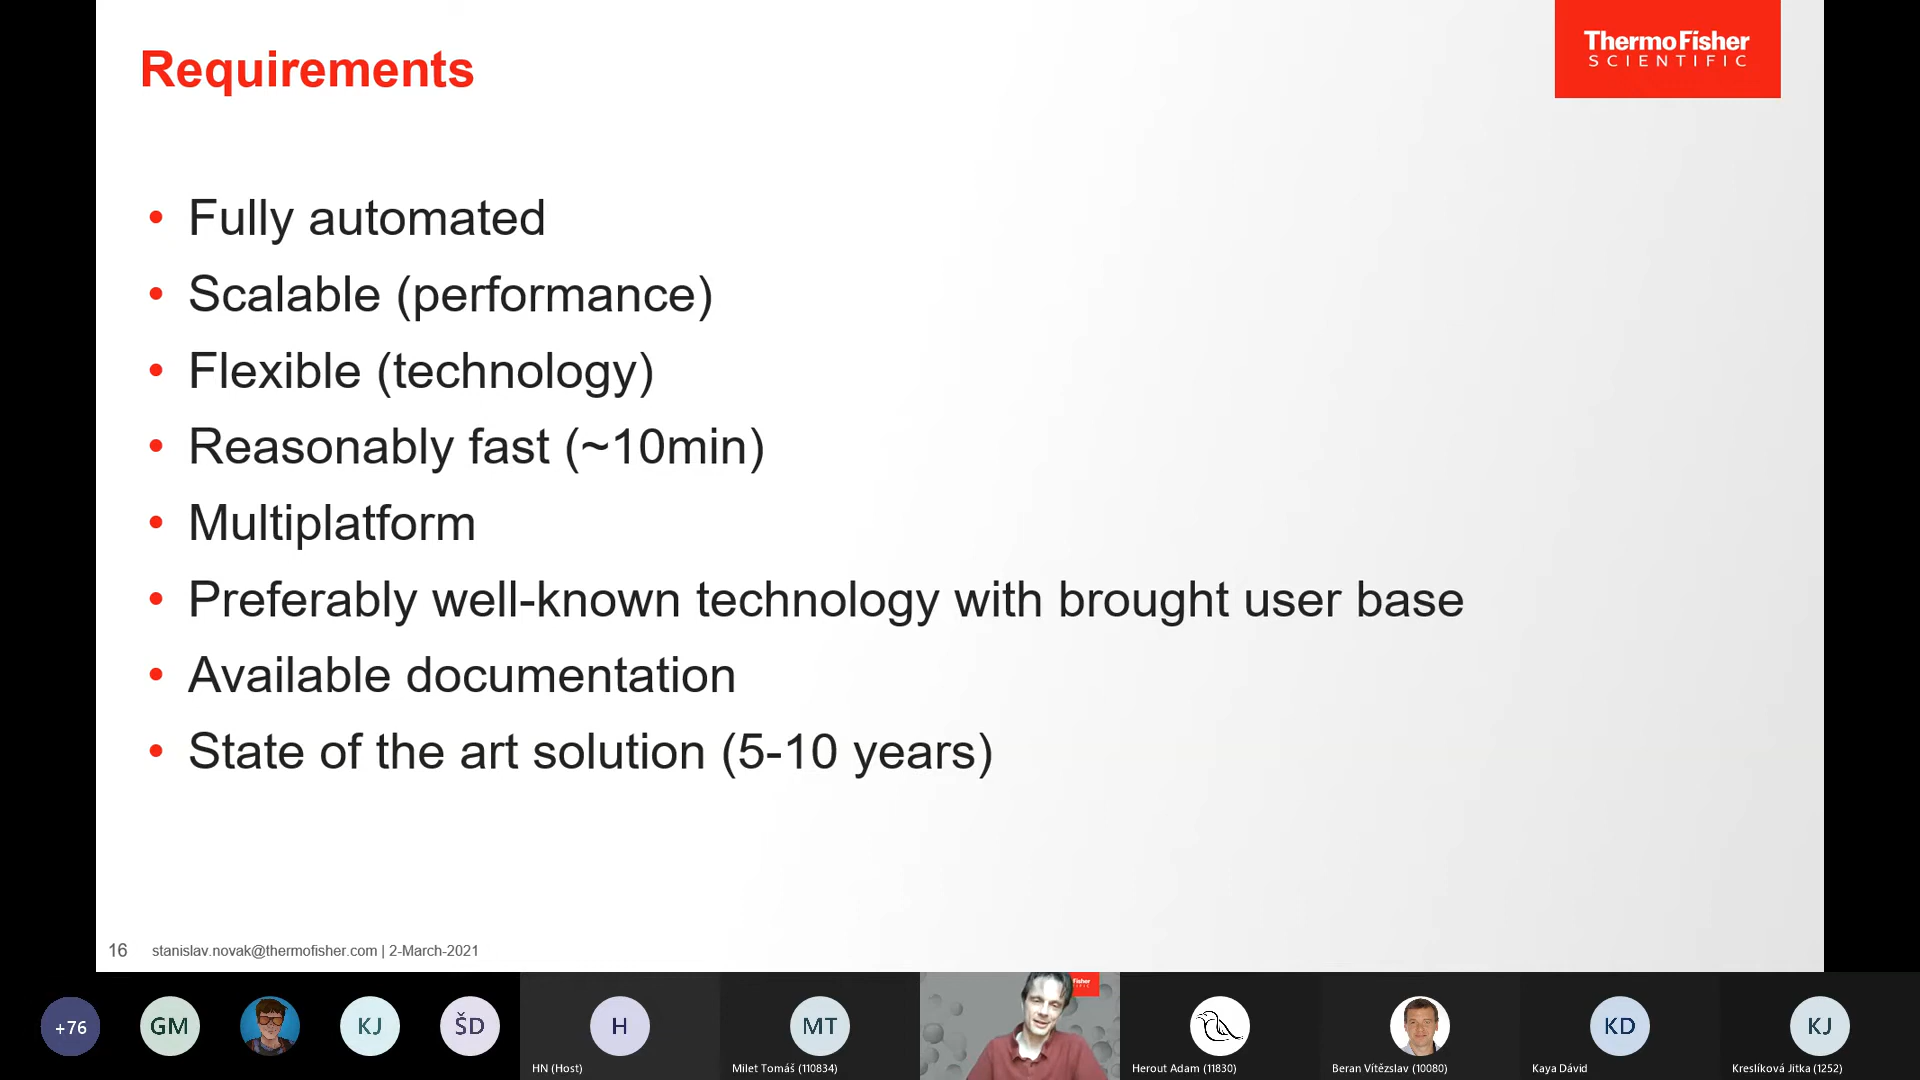 Requirements
ThermoFisher
SCIENTIFIC
• Fully automated
• Scalable (performance)
• Flexible (technology)
• Reasonably fast (~10min)
• Multiplatform
• Preferably well-known technology with brought user base
• Available documentation
• State of the art solution (5-10 years)
16 stanislav.novak@thermofisher.com | 2-March-2021
+76 GM KJ ŠD H MT KD KJ
HN (Host) Milet Tomáš (110834) Herout Adam (11830) Beran Vítězslav (10080) Kaya Dávid Kreslíková Jitka (1252)